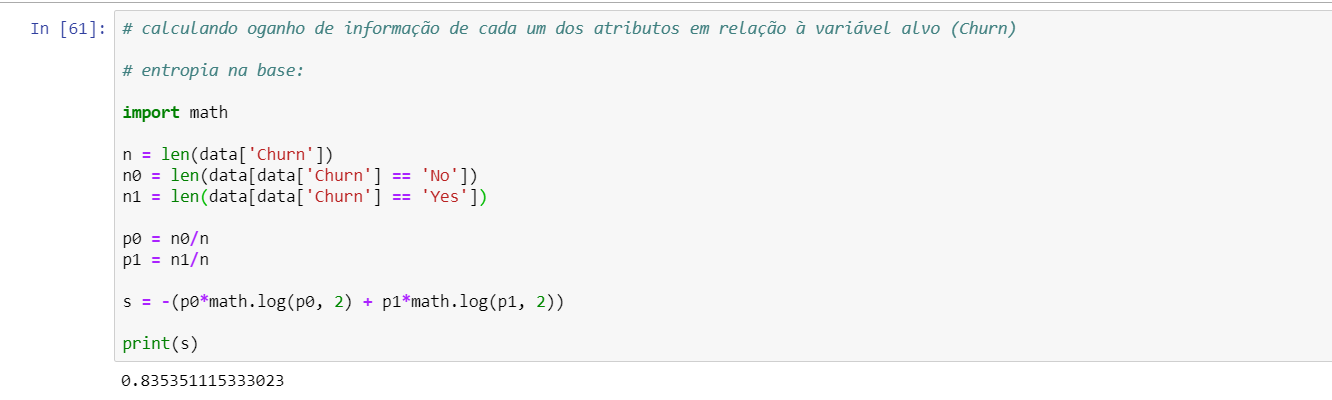 In [61]: # calculando oganho de informação de cada um dos atributos em relação à variável alvo (Churn)
# entropia na base:
import math
n = len(data['Churn'])
n0 = len(data[data['Churn'] == 'No'])
n1 = len(data[data['Churn'] == 'Yes'])
p0 = n0/n
p1 = n1/n
s = -(p0*math.log(p0, 2) + p1*math.log(p1, 2))
print(s)
0.835351115333023